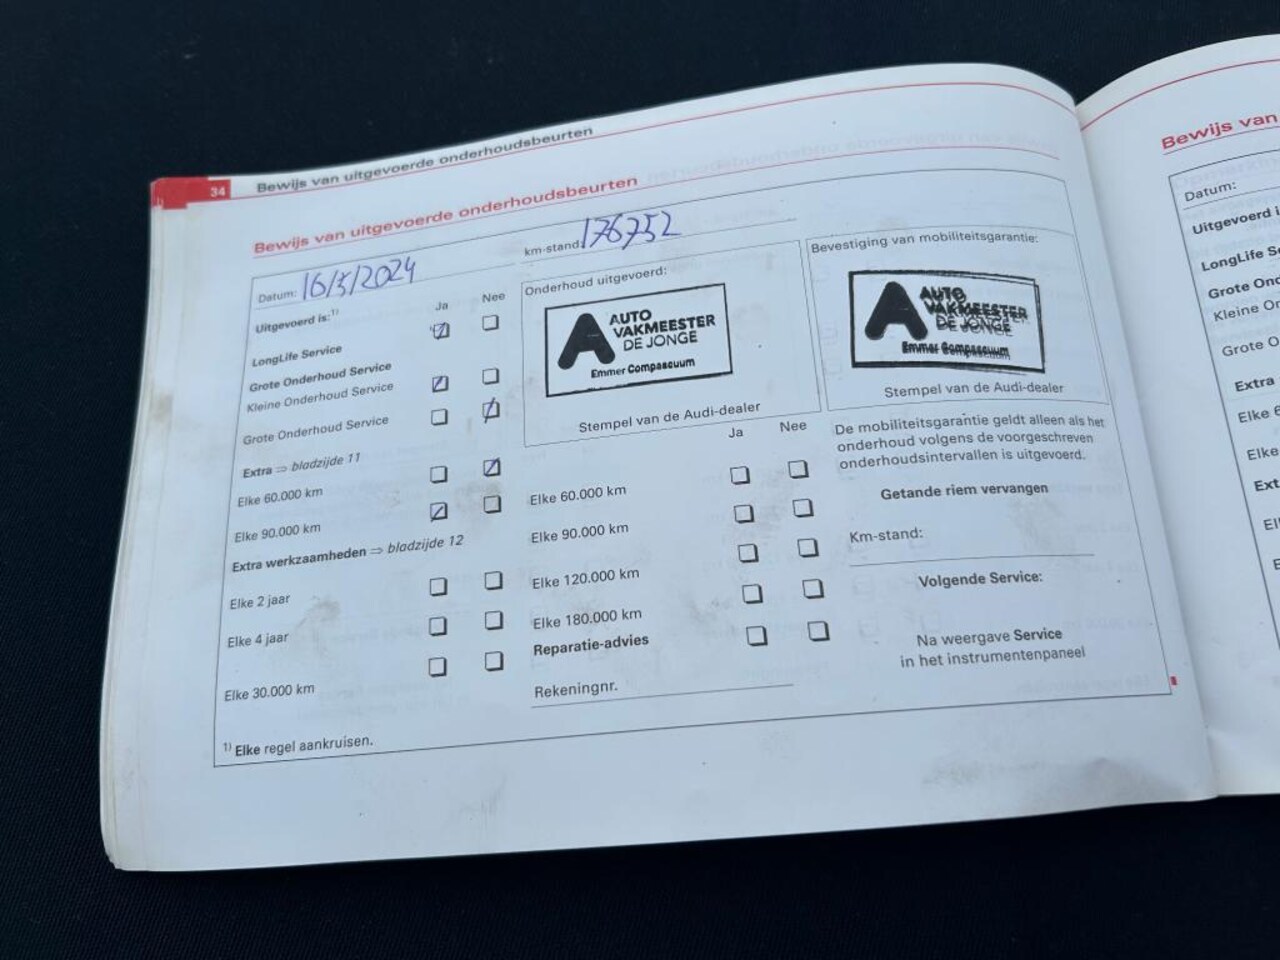 34
Bewijs van uitgevoerde onderhoudsbeurten
Bewijs van uitgevoerde onderhoudsbeurten
Datum: 16/5/2024
km-stand: 176752
Uitgevoerd is:1)
Ja
Nee
LongLife Service
Grote Onderhoud Service
Kleine Onderhoud Service
Grote Onderhoud Service
Extra ⇒ bladzijde 11
Elke 60.000 km
Elke 90.000 km
Extra werkzaamheden ⇒ bladzijde 12
Elke 2 jaar
Elke 4 jaar
Elke 30.000 km
1) Elke regel aankruisen.
Onderhoud uitgevoerd:
A AUTO
VAKMEESTER
DE JONGE
Emmer Compascuum
Stempel van de Audi-dealer
Ja
Nee
Elke 60.000 km
Elke 90.000 km
Elke 120.000 km
Elke 180.000 km
Reparatie-advies
Rekeningnr.
Bevestiging van mobiliteitsgarantie:
A AUTO
VAKMEESTER
DE JONGE
Emmer Compascuum
Stempel van de Audi-dealer
De mobiliteitsgarantie geldt alleen als het
onderhoud volgens de voorgeschreven
onderhoudsintervallen is uitgevoerd.
Getande riem vervangen
Km-stand:
Volgende Service:
Na weergave Service
in het instrumentenpaneel
Bewijs van
Datum:
Uitgevoerd
LongLife
Grote
Kleine
Grote
Extra
Elke
Elke